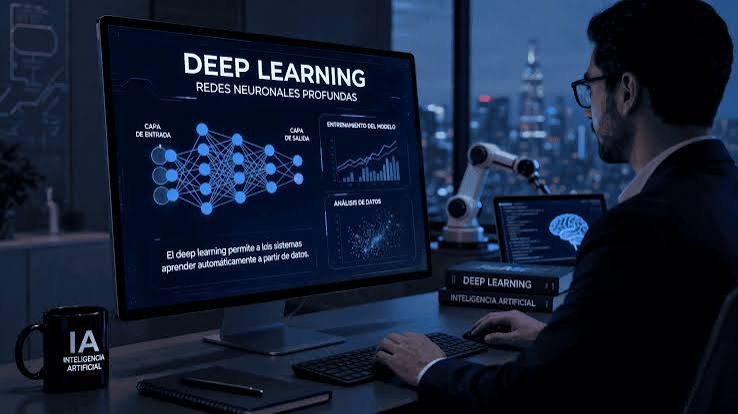 DEEP LEARNING
REDES NEURONALES PROFUNDAS
CAPA
DE ENTRADA
CAPA
DE SALIDA
ENTRENAMIENTO DEL MODELO
ANÁLISIS DE DATOS
El deep learning permite a los sistemas
aprender automáticamente a partir de datos.
DEEP LEARNING
INTELIGENCIA ARTIFICIAL
IA
INTELIGENCIA
ARTIFICIAL